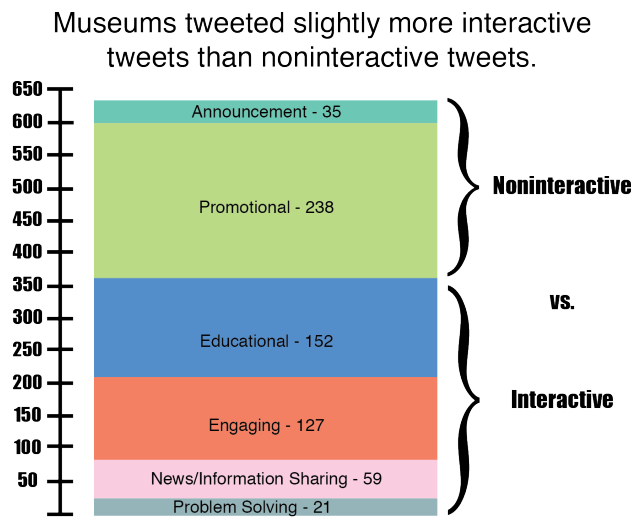 Museums tweeted slightly more interactive
tweets than noninteractive tweets.
650
600
550
500
450
400
350
300
250
200
150
100
50
Announcement - 35
Promotional - 238
Educational - 152
Engaging - 127
News/Information Sharing - 59
Problem Solving - 21
Noninteractive
vs.
Interactive